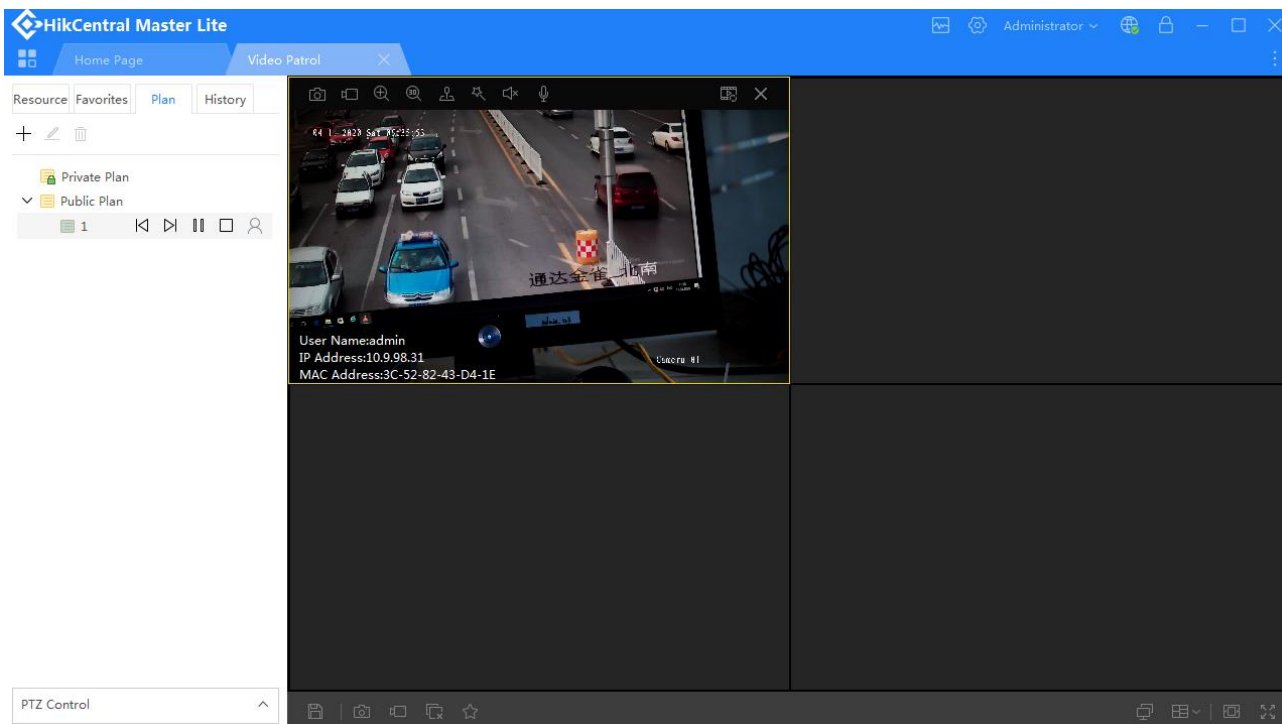 HikCentral Master Lite
Administrator
Home Page
Video Patrol
Resource
Favorites
Plan
History
Private Plan
Public Plan
1
User Name:admin
IP Address:10.9.98.31
MAC Address:3C-52-82-43-D4-1E
通达金雀
南
Camera 01
PTZ Control